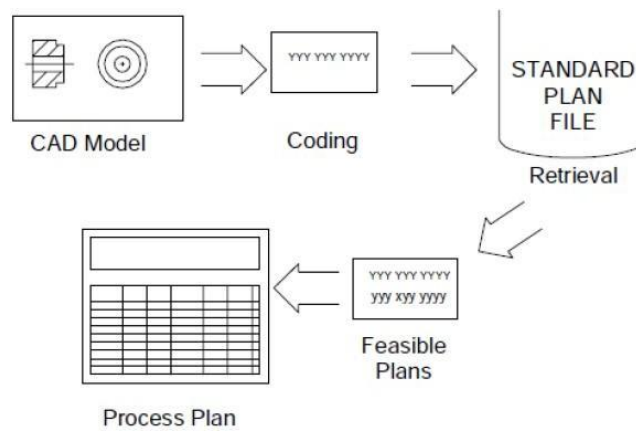 YYY YYY YYYY
CAD Model
Coding
STANDARD
PLAN
FILE
Retrieval
YYY YYY YYYY
yyy xyy yyyy
Feasible
Plans
Process Plan